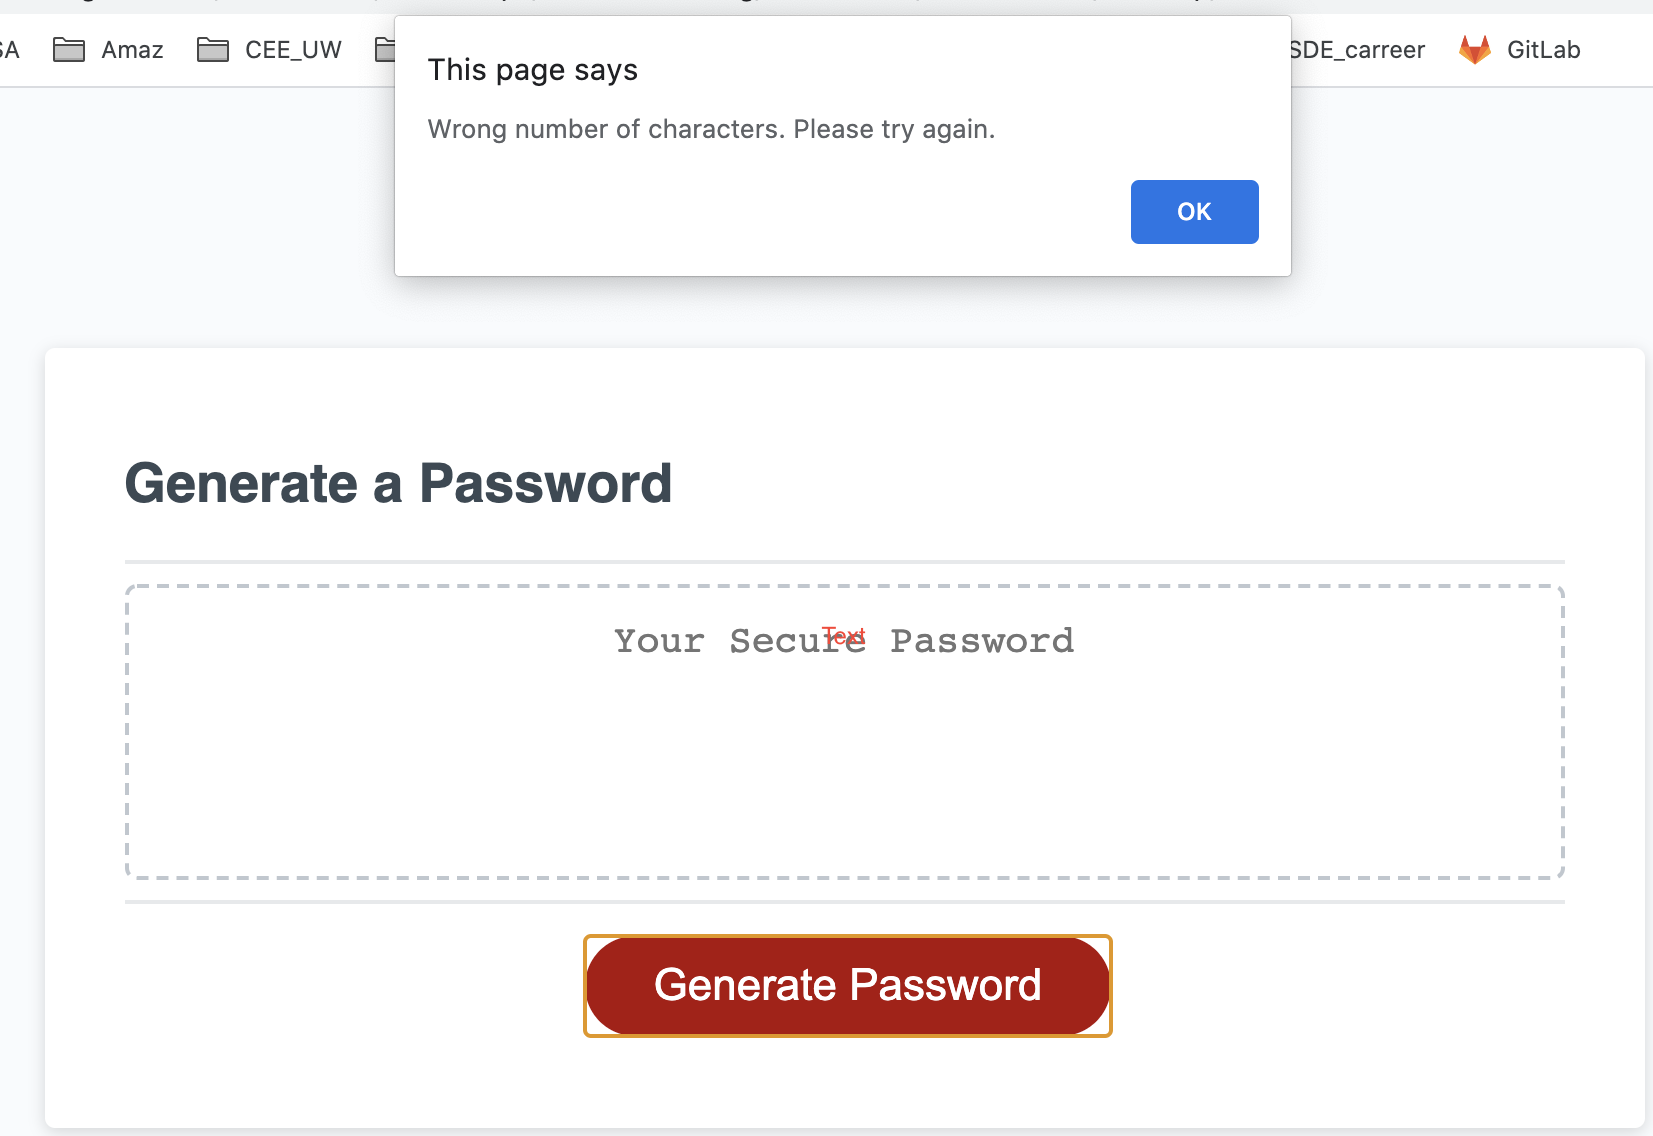 This page says
Wrong number of characters. Please try again.
OK
Amaz
CEE_UW
SDE_carreer
GitLab
Generate a Password
Your Secure Password
Text
Generate Password